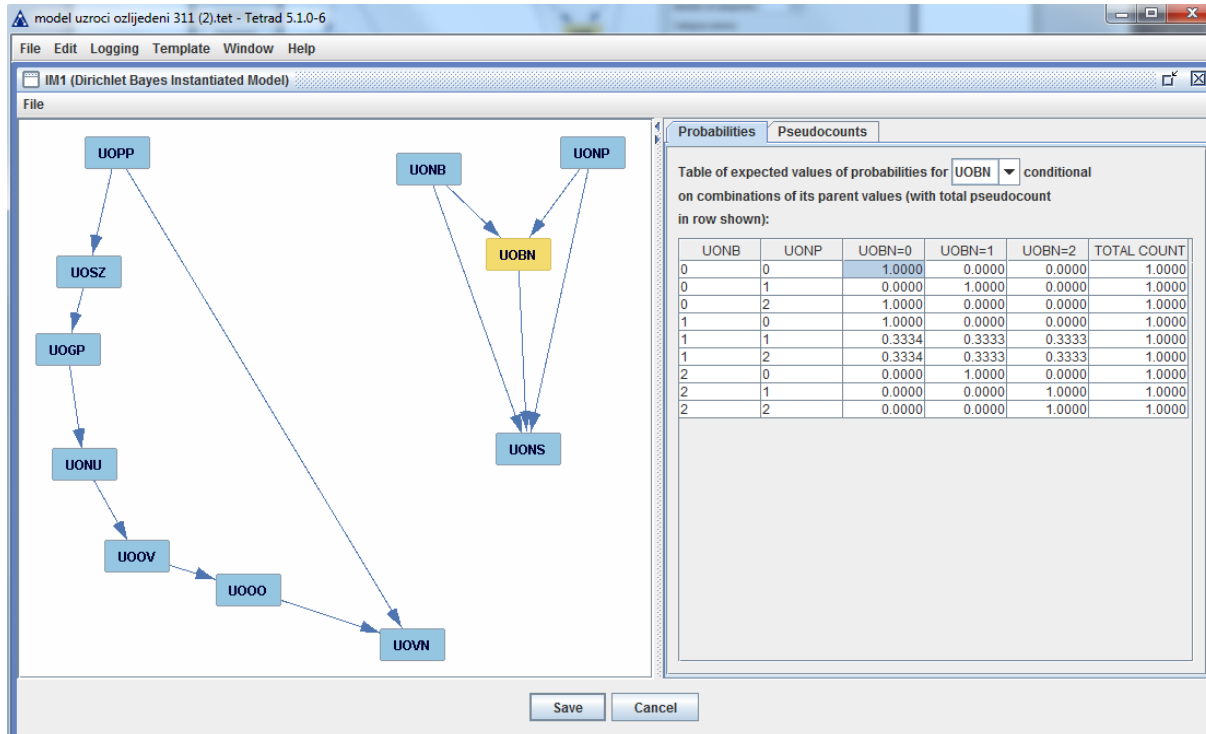 model uzroci ozlijedeni 311 (2).tet - Tetrad 5.1.0-6
File Edit Logging Template Window Help
IM1 (Dirichlet Bayes Instantiated Model)
File
UOPP
UONB
UONP
UOBN
UOSZ
UOGP
UONS
UONU
UOOV
UOOO
UOVN
Probabilities Pseudocounts
Table of expected values of probabilities for UOBN conditional
on combinations of its parent values (with total pseudocount
in row shown):
UONB UONP UOBN=0 UOBN=1 UOBN=2 TOTAL COUNT
0 0 1.0000 0.0000 0.0000 1.0000
0 1 0.0000 1.0000 0.0000 1.0000
0 2 1.0000 0.0000 0.0000 1.0000
1 0 1.0000 0.0000 0.0000 1.0000
1 1 0.3334 0.3333 0.3333 1.0000
1 2 0.3334 0.3333 0.3333 1.0000
2 0 0.0000 1.0000 0.0000 1.0000
2 1 0.0000 0.0000 1.0000 1.0000
2 2 0.0000 0.0000 1.0000 1.0000
Save Cancel